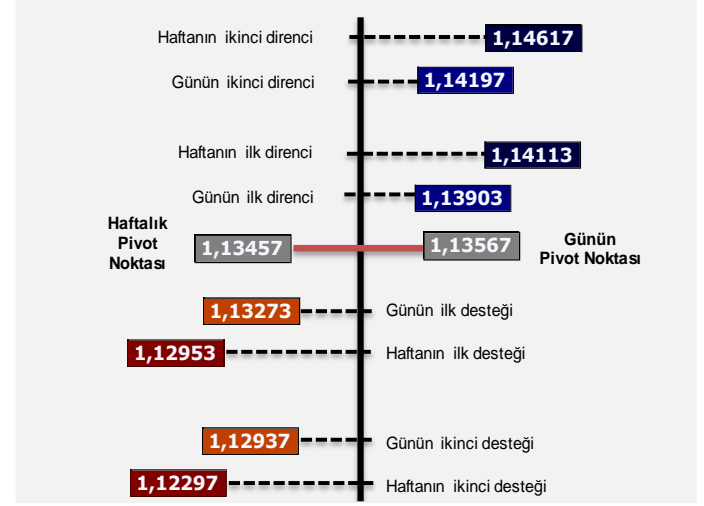 Haftanın ikinci direnci 1,14617
Günün ikinci direnci 1,14197
Haftanın ilk direnci 1,14113
Günün ilk direnci 1,13903
Haftalık
Pivot
Noktası
1,13457
1,13567
Günün
Pivot Noktası
1,13273 Günün ilk desteği
1,12953 Haftanın ilk desteği
1,12937 Günün ikinci desteği
1,12297 Haftanın ikinci desteği